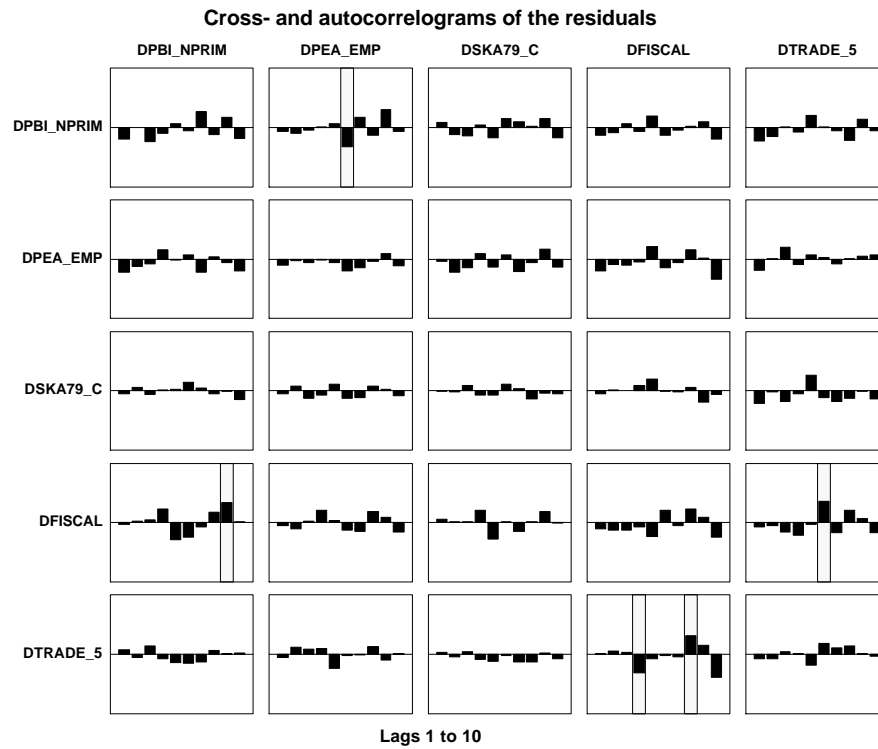 Cross- and autocorrelograms of the residuals
DPBI_NPRIM DPEA_EMP DSKA79_C DFISCAL DTRADE_5
DPBI_NPRIM
DPEA_EMP
DSKA79_C
DFISCAL
DTRADE_5
Lags 1 to 10